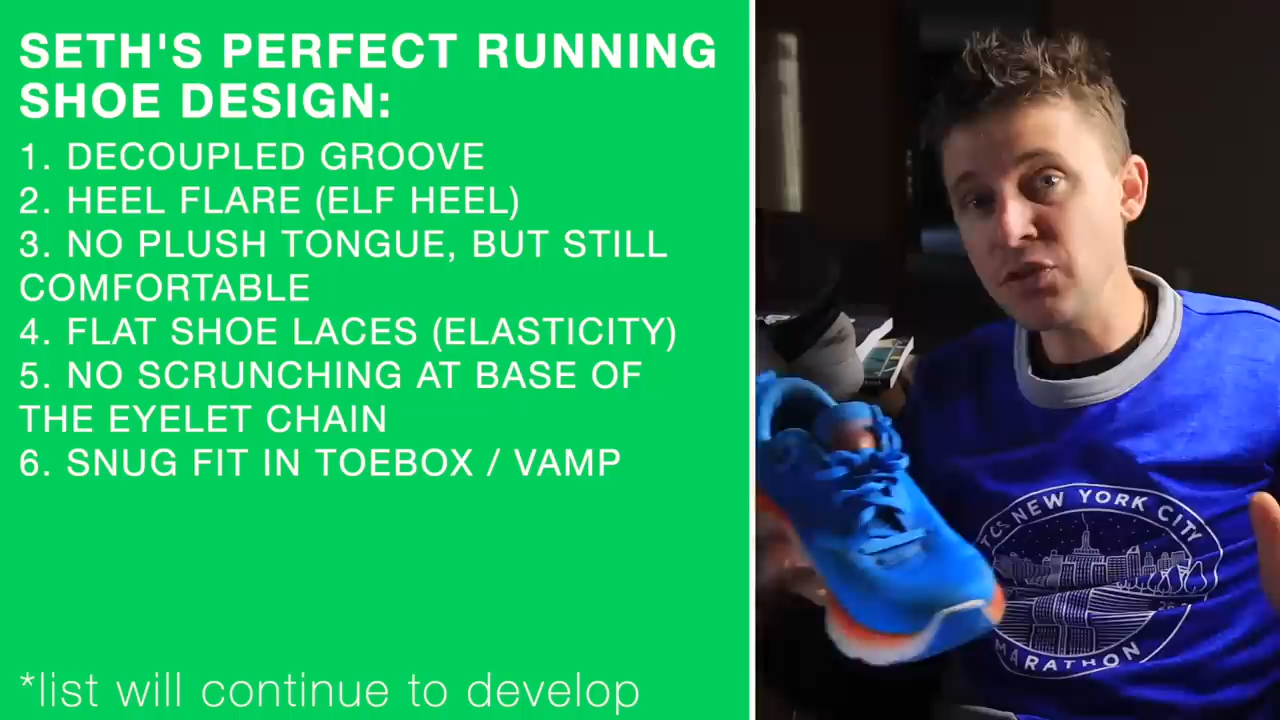 SETH'S PERFECT RUNNING
SHOE DESIGN:
1. DECOUPLED GROOVE
2. HEEL FLARE (ELF HEEL)
3. NO PLUSH TONGUE, BUT STILL
COMFORTABLE
4. FLAT SHOE LACES (ELASTICITY)
5. NO SCRUNCHING AT BASE OF
THE EYELET CHAIN
6. SNUG FIT IN TOEBOX / VAMP
*list will continue to develop
TCS NEW YORK CITY
MARATHON